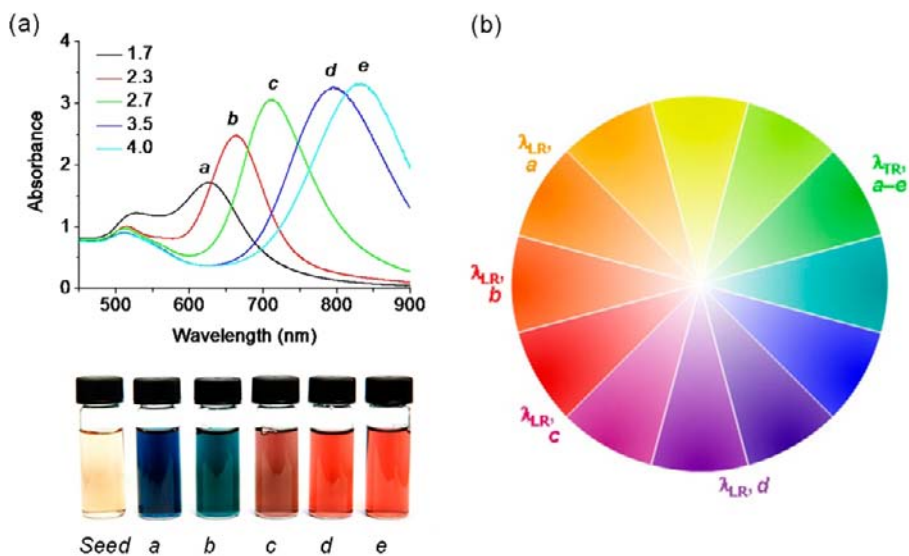 (a)
4
3
2
1
0
Absorbance
1.7
2.3
2.7
3.5
4.0
a
b
c
d
e
500 600 700 800 900
Wavelength (nm)
Seed a b c d e
(b)
λLR,
a
λTR,
a–e
λLR,
b
λLR,
c
λLR, d